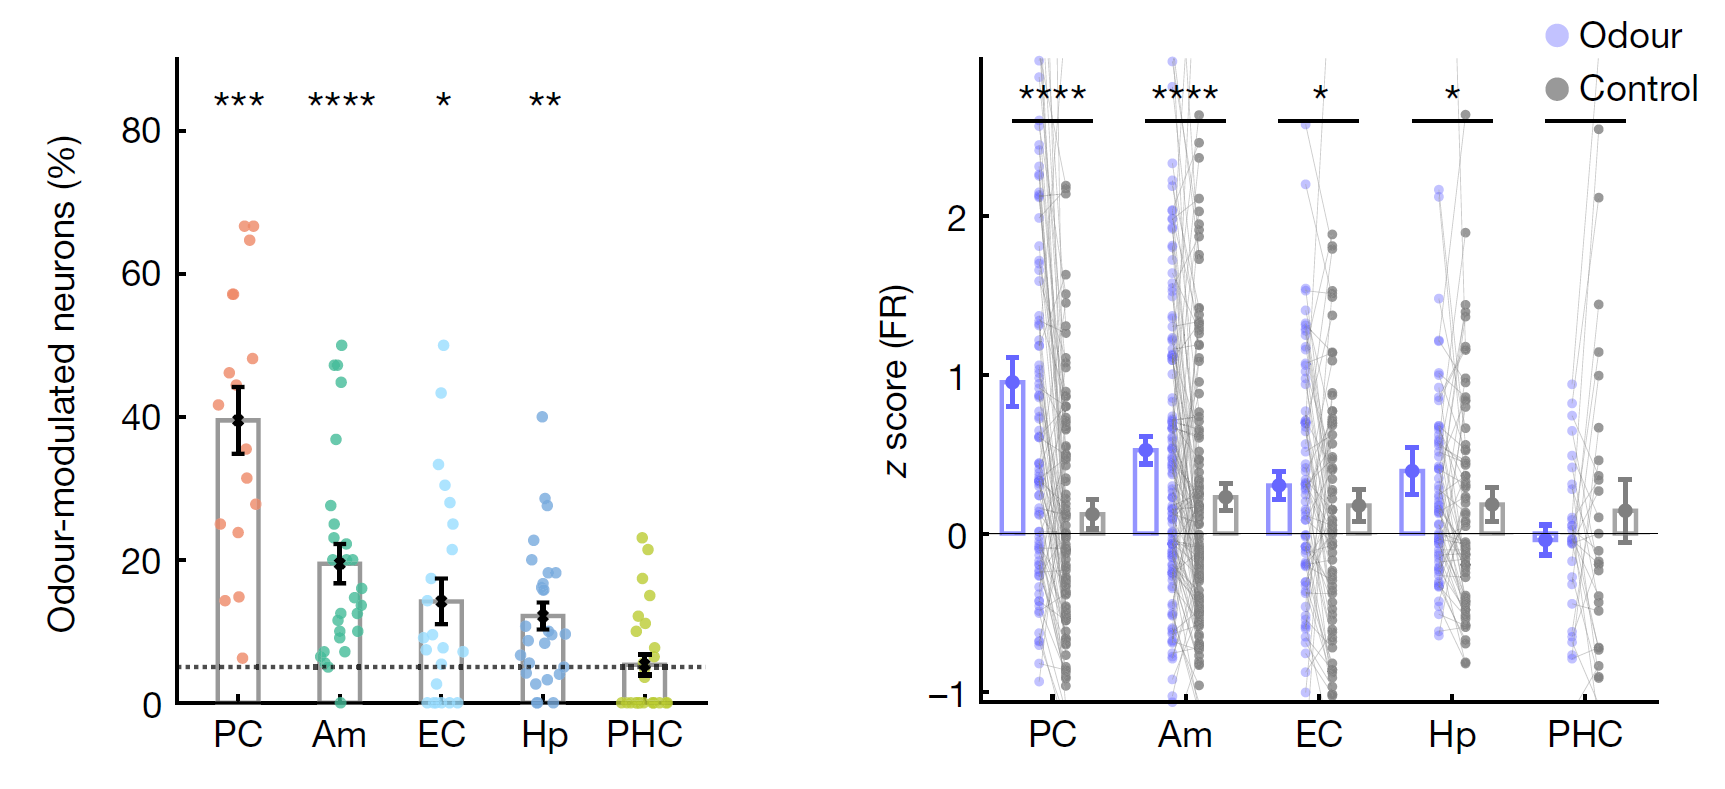 Odour-modulated neurons (%)
80
60
40
20
0
*** **** * **
PC Am EC Hp PHC
Odour
Control
z score (FR)
2
1
0
−1
**** **** * *
PC Am EC Hp PHC